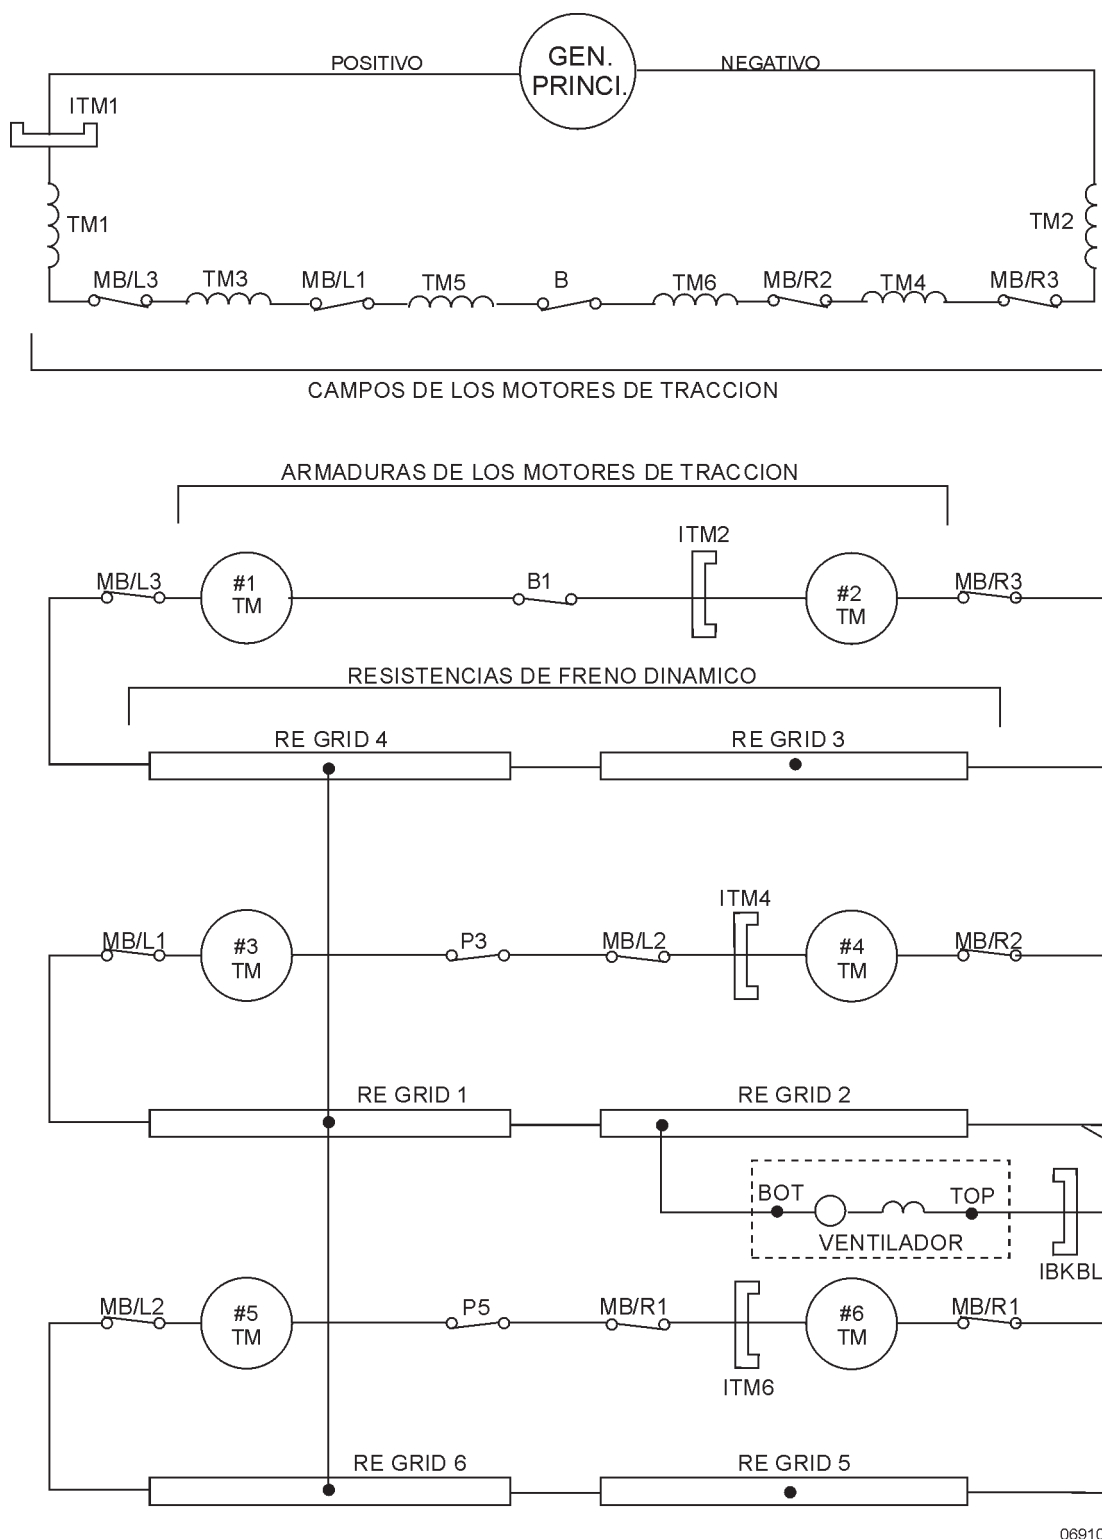 GEN.
PRINCI.
POSITIVO
NEGATIVO
ITM1
TM1
TM2
MB/L3
TM3
MB/L1
TM5
B
TM6
MB/R2
TM4
MB/R3
CAMPOS DE LOS MOTORES DE TRACCION
ARMADURAS DE LOS MOTORES DE TRACCION
ITM2
MB/L3
#1
TM
B1
#2
TM
MB/R3
RESISTENCIAS DE FRENO DINAMICO
RE GRID 4
RE GRID 3
ITM4
MB/L1
#3
TM
P3
MB/L2
#4
TM
MB/R2
RE GRID 1
RE GRID 2
BOT
TOP
VENTILADOR
IBKBL
MB/L2
#5
TM
P5
MB/R1
#6
TM
MB/R1
ITM6
RE GRID 6
RE GRID 5
06910